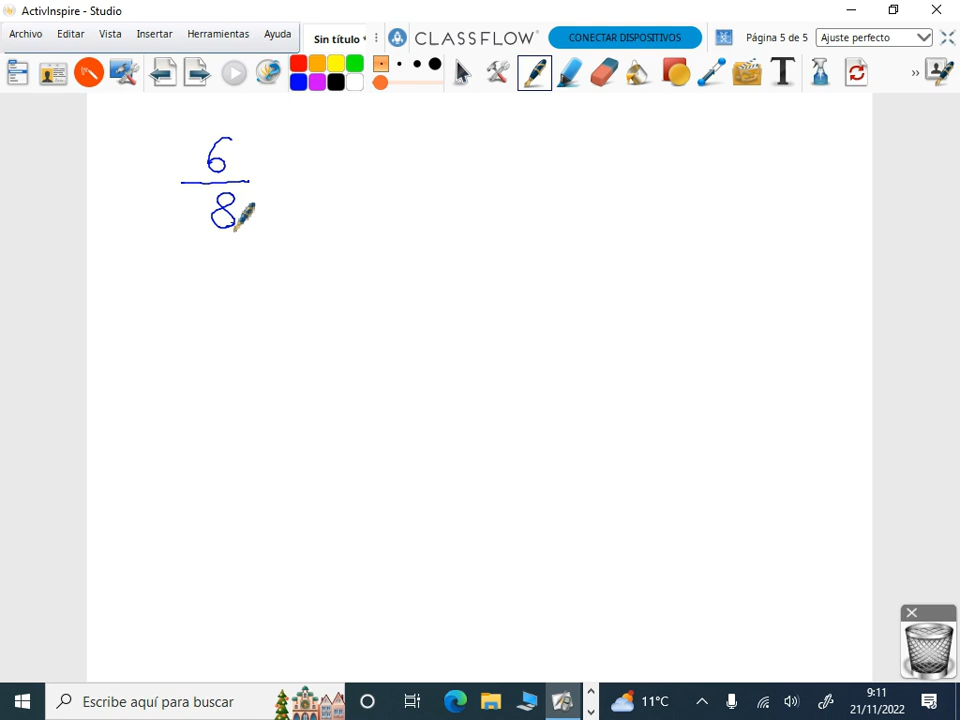 ActivInspire - Studio
Archivo Editar Vista Insertar Herramientas Ayuda Sin título CLASSFLOW CONECTAR DISPOSITIVOS Página 5 de 5 Ajuste perfecto
T »
6
8
Escribe aquí para buscar 11°C 9:11
21/11/2022